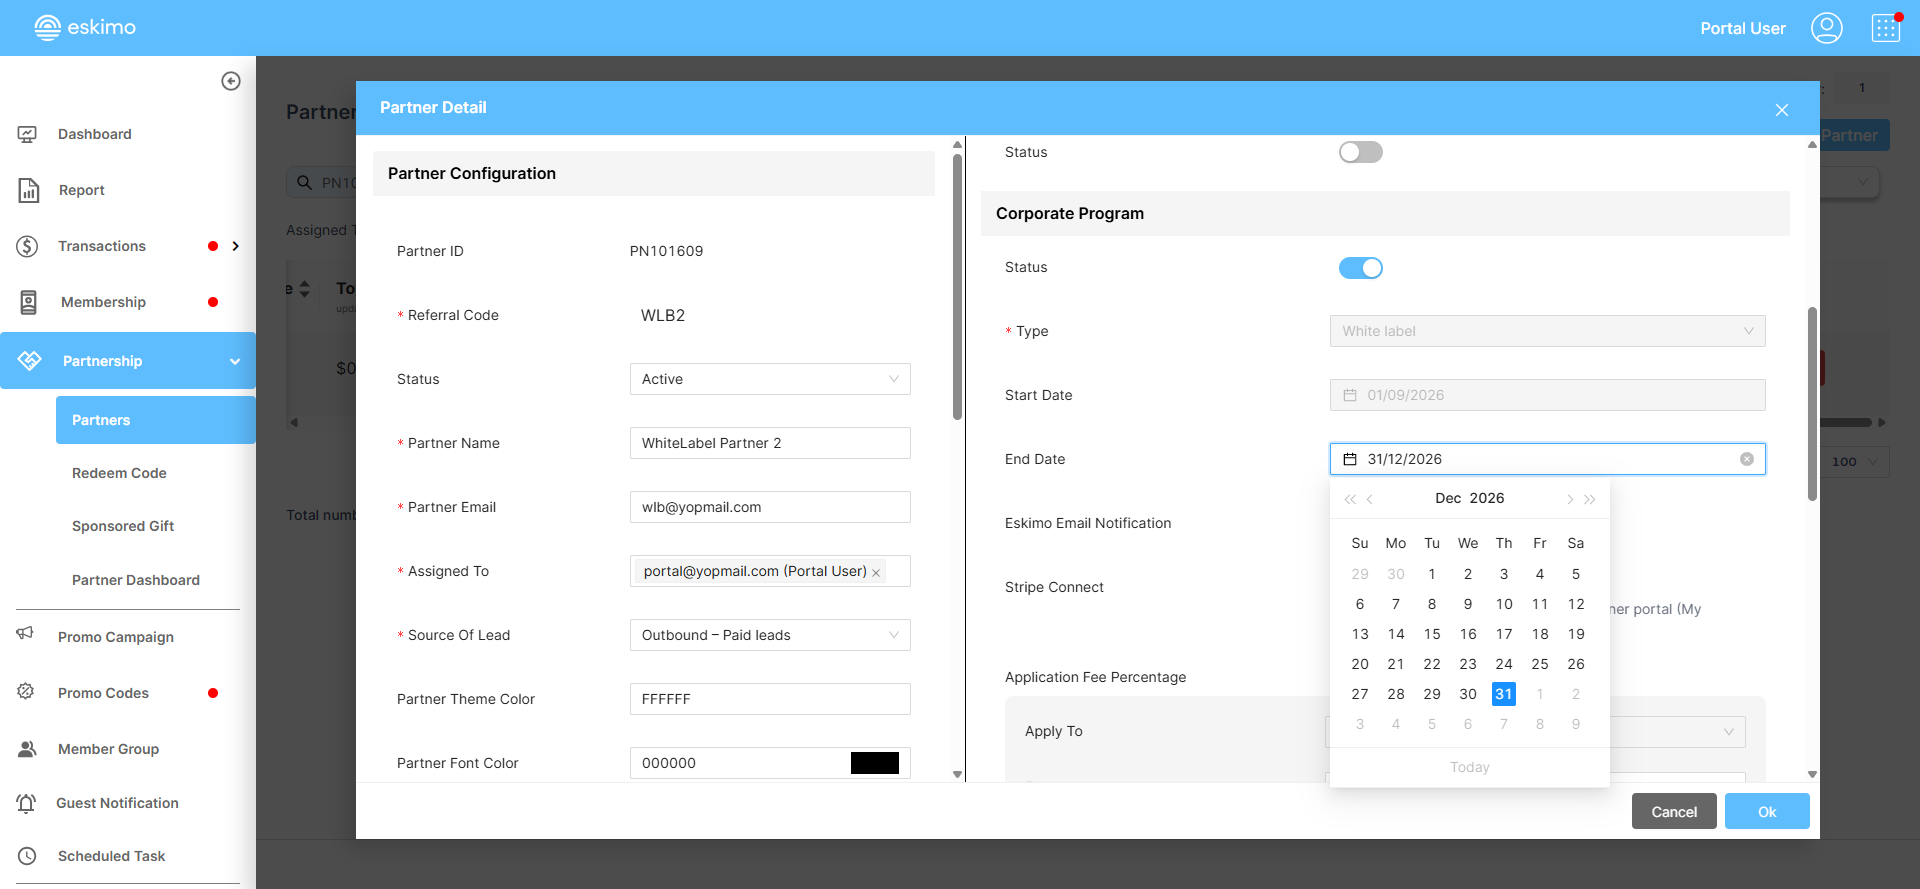 eskimo
Portal User
Dashboard
Report
Transactions
Membership
Partnership
Partners
Redeem Code
Sponsored Gift
Partner Dashboard
Promo Campaign
Promo Codes
Member Group
Guest Notification
Scheduled Task
Partner
1
Partner
PN10
Assigned T
e
To
upda
$0
100
Total numb
Partner Detail
Partner Configuration
Partner ID
PN101609
* Referral Code
WLB2
Status
Active
* Partner Name
WhiteLabel Partner 2
* Partner Email
wlb@yopmail.com
* Assigned To
portal@yopmail.com (Portal User) ×
* Source Of Lead
Outbound – Paid leads
Partner Theme Color
FFFFFF
Partner Font Color
000000
Status
Corporate Program
Status
* Type
White label
Start Date
01/09/2026
End Date
31/12/2026
Dec 2026
Su Mo Tu We Th Fr Sa
29 30 1 2 3 4 5
6 7 8 9 10 11 12
13 14 15 16 17 18 19
20 21 22 23 24 25 26
27 28 29 30 31 1 2
3 4 5 6 7 8 9
Today
Eskimo Email Notification
Stripe Connect
ner portal (My
Application Fee Percentage
Apply To
Cancel
Ok